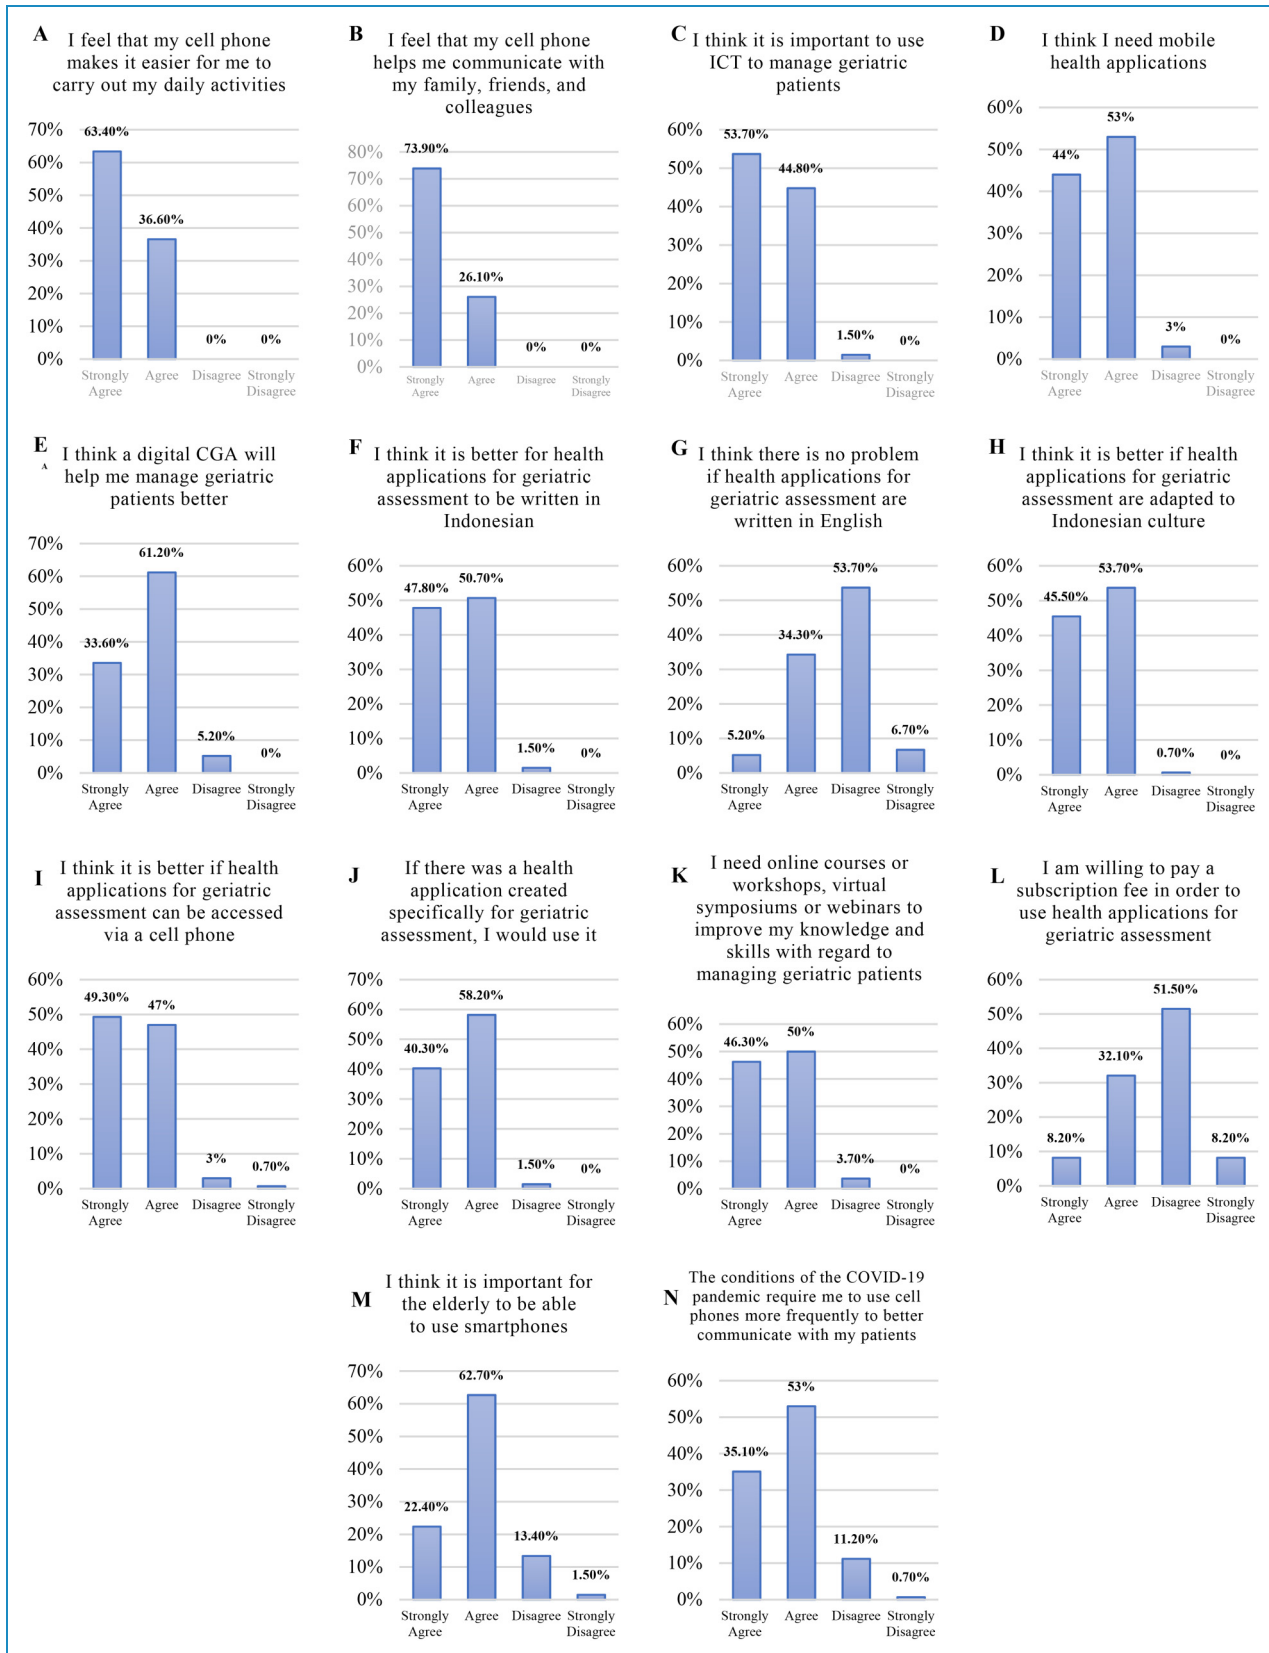 A
I feel that my cell phone
makes it easier for me to
carry out my daily activities
70%
60%
50%
40%
30%
20%
10%
0%
63.40%
36.60%
0%
0%
Strongly Agree
Agree
Disagree
Strongly Disagree
B
I feel that my cell phone
helps me communicate with
my family, friends, and
colleagues
80%
70%
60%
50%
40%
30%
20%
10%
0%
73.90%
26.10%
0%
0%
Strongly Agree
Agree
Disagree
Strongly Disagree
C
I think it is important to use
ICT to manage geriatric
patients
60%
50%
40%
30%
20%
10%
0%
53.70%
44.80%
1.50%
0%
Strongly Agree
Agree
Disagree
Strongly Disagree
D
I think I need mobile
health applications
60%
50%
40%
30%
20%
10%
0%
44%
53%
3%
0%
Strongly Agree
Agree
Disagree
Strongly Disagree
E
A
I think a digital CGA will
help me manage geriatric
patients better
70%
60%
50%
40%
30%
20%
10%
0%
33.60%
61.20%
5.20%
0%
Strongly Agree
Agree
Disagree
Strongly Disagree
F
I think it is better for health
applications for geriatric
assessment to be written in
Indonesian
60%
50%
40%
30%
20%
10%
0%
47.80%
50.70%
1.50%
0%
Strongly Agree
Agree
Disagree
Strongly Disagree
G
I think there is no problem
if health applications for
geriatric assessment are
written in English
60%
50%
40%
30%
20%
10%
0%
5.20%
34.30%
53.70%
6.70%
Strongly Agree
Agree
Disagree
Strongly Disagree
H
I think it is better if health
applications for geriatric
assessment are adapted to
Indonesian culture
60%
50%
40%
30%
20%
10%
0%
45.50%
53.70%
0.70%
0%
Strongly Agree
Agree
Disagree
Strongly Disagree
I
I think it is better if health
applications for geriatric
assessment can be accessed
via a cell phone
60%
50%
40%
30%
20%
10%
0%
49.30%
47%
3%
0.70%
Strongly Agree
Agree
Disagree
Strongly Disagree
J
If there was a health
application created
specifically for geriatric
assessment, I would use it
70%
60%
50%
40%
30%
20%
10%
0%
40.30%
58.20%
1.50%
0%
Strongly Agree
Agree
Disagree
Strongly Disagree
K
I need online courses or
workshops, virtual
symposiums or webinars to
improve my knowledge and
skills with regard to
managing geriatric patients
60%
50%
40%
30%
20%
10%
0%
46.30%
50%
3.70%
0%
Strongly Agree
Agree
Disagree
Strongly Disagree
L
I am willing to pay a
subscription fee in order to
use health applications for
geriatric assessment
60%
50%
40%
30%
20%
10%
0%
8.20%
32.10%
51.50%
8.20%
Strongly Agree
Agree
Disagree
Strongly Disagree
M
I think it is important for
the elderly to be able
to use smartphones
70%
60%
50%
40%
30%
20%
10%
0%
22.40%
62.70%
13.40%
1.50%
Strongly Agree
Agree
Disagree
Strongly Disagree
N
The conditions of the COVID-19
pandemic require me to use cell
phones more frequently to better
communicate with my patients
60%
50%
40%
30%
20%
10%
0%
35.10%
53%
11.20%
0.70%
Strongly Agree
Agree
Disagree
Strongly Disagree